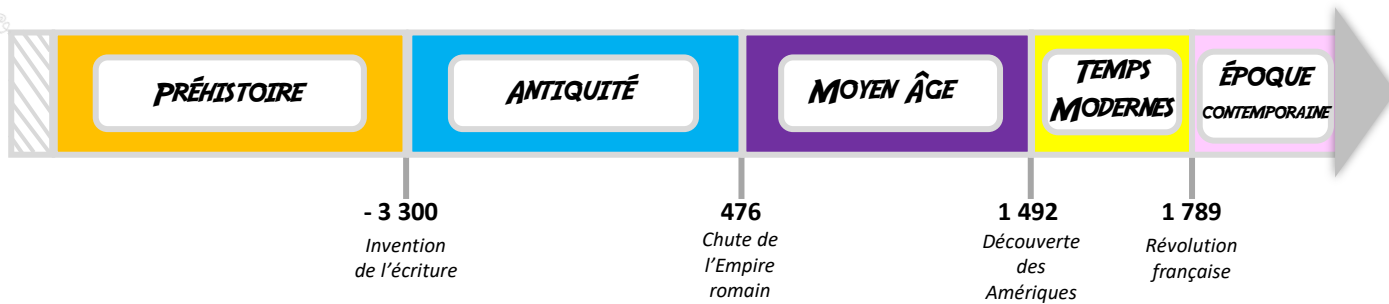 PRÉHISTOIRE
ANTIQUITÉ
MOYEN ÂGE
TEMPS
MODERNES
ÉPOQUE
CONTEMPORAINE
- 3 300
Invention
de l'écriture
476
Chute de
l'Empire
romain
1 492
Découverte
des
Amériques
1 789
Révolution
française